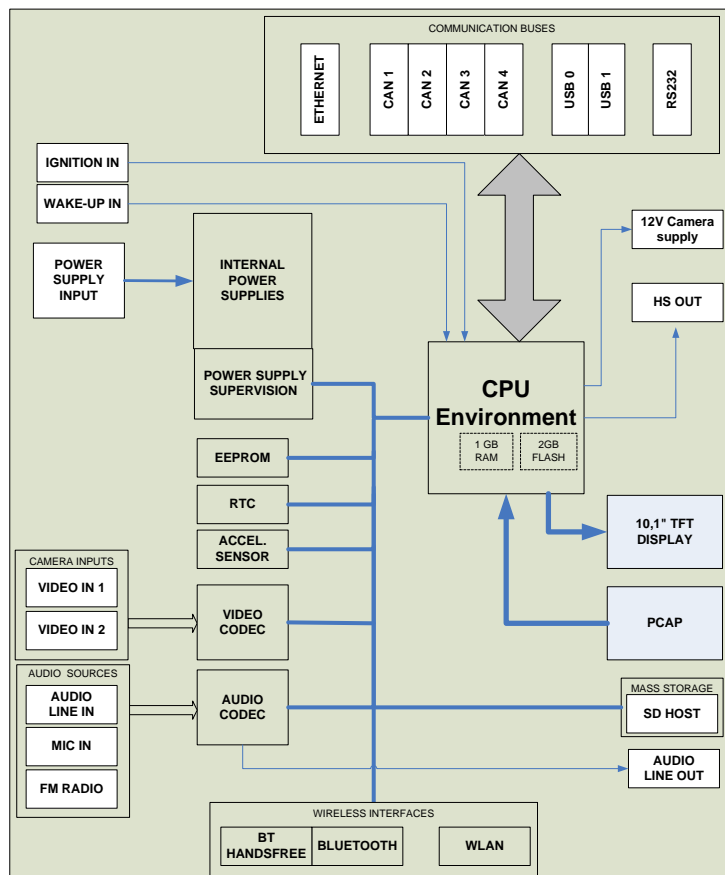 COMMUNICATION BUSES
ETHERNET
CAN 1
CAN 2
CAN 3
CAN 4
USB 0
USB 1
RS232
IGNITION IN
WAKE-UP IN
POWER
SUPPLY
INPUT
INTERNAL
POWER
SUPPLIES
POWER SUPPLY
SUPERVISION
12V Camera
supply
HS OUT
CPU
Environment
1 GB
RAM
2GB
FLASH
EEPROM
RTC
ACCEL.
SENSOR
10,1" TFT
DISPLAY
CAMERA INPUTS
VIDEO IN 1
VIDEO IN 2
VIDEO
CODEC
PCAP
AUDIO SOURCES
AUDIO
LINE IN
MIC IN
FM RADIO
AUDIO
CODEC
MASS STORAGE
SD HOST
AUDIO
LINE OUT
WIRELESS INTERFACES
BT
HANDSFREE
BLUETOOTH
WLAN